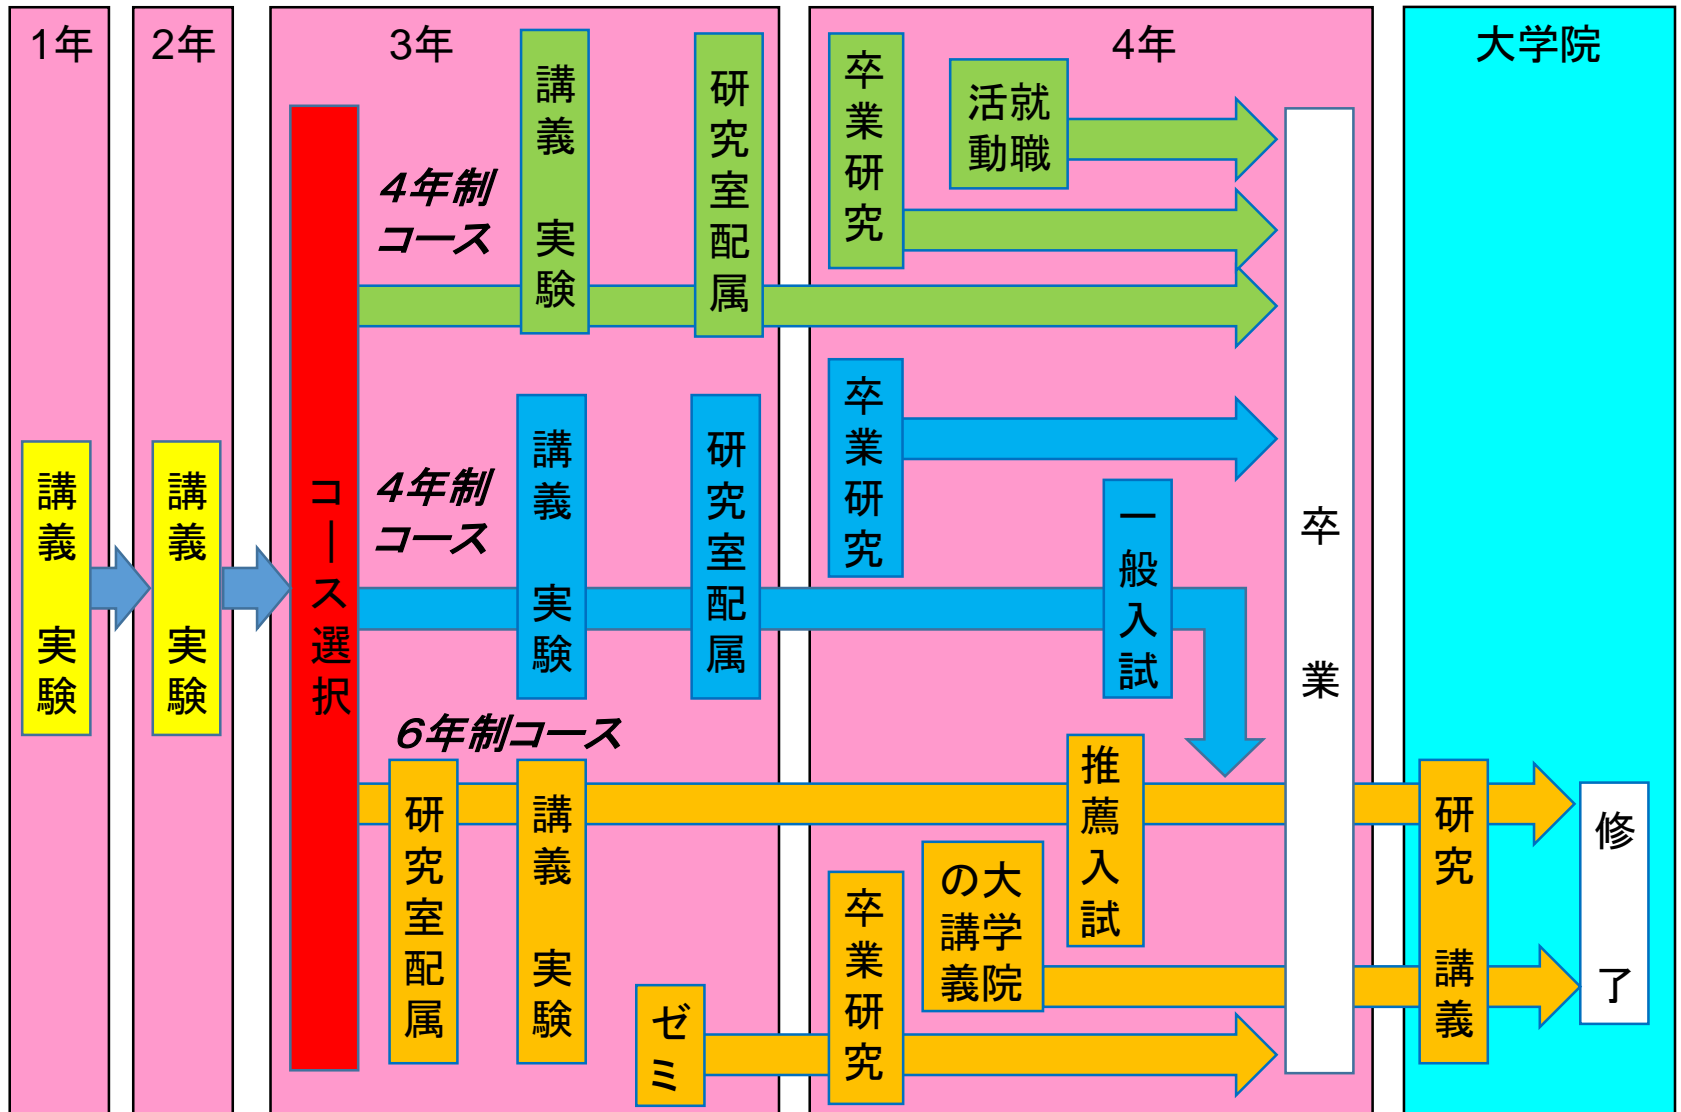 1年
2年
3年
4年
大学院
講義　実験
講義　実験
コース選択
4年制
コース
講義　実験
研究室配属
卒業研究
就職
活動
4年制
コース
講義　実験
研究室配属
卒業研究
一般入試
6年制コース
研究室配属
講義　実験
ゼミ
卒業研究
大学院
の講義
推薦入試
卒　業
研究　講義
修　了